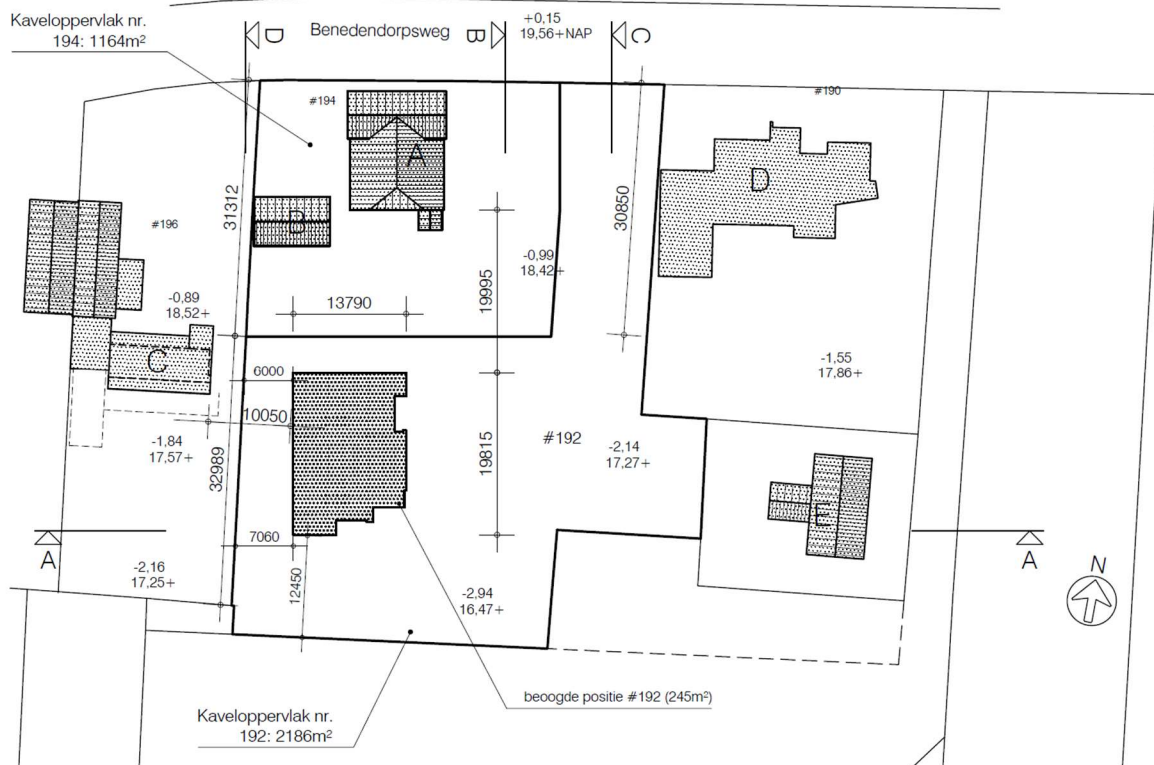 Kaveloppervlak nr.
194: 1164m²
D
Benedendorpsweg
B
+0,15
19,56+NAP
C
#194
#190
A
D
D
31312
30850
#196
-0,99
18,42+
19995
13790
-0,89
18,52+
C
-1,55
17,86+
6000
10050
#192
-2,14
17,27+
19815
-1,84
17,57+
32989
E
7060
A
A
N
-2,16
17,25+
12450
-2,94
16,47+
beoogde positie #192 (245m²)
Kaveloppervlak nr.
192: 2186m²